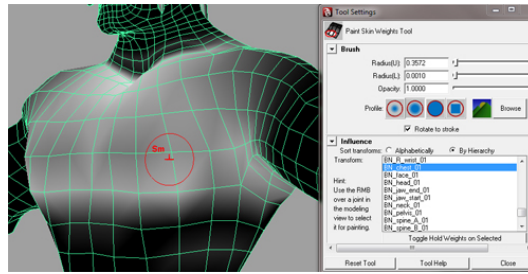 Tool Settings
Paint Skin Weights Tool
Brush
Radius(U): 0.3572
Radius(L): 0.0010
Opacity: 1.0000
Profile:
Browse
Rotate to stroke
Influence
Sort transforms: Alphabetically By Hierarchy
Transform:
BN_R_wrist_01
BN_chest_01
BN_face_01
BN_head_01
BN_jaw_end_01
BN_jaw_start_01
BN_neck_01
BN_pelvis_01
BN_spine_A_01
BN_spine_B_01
Hint:
Use the RMB
over a joint in
the modeling
view to select
it for painting.
Toggle Hold Weights on Selected
Reset Tool
Tool Help
Close
Sm